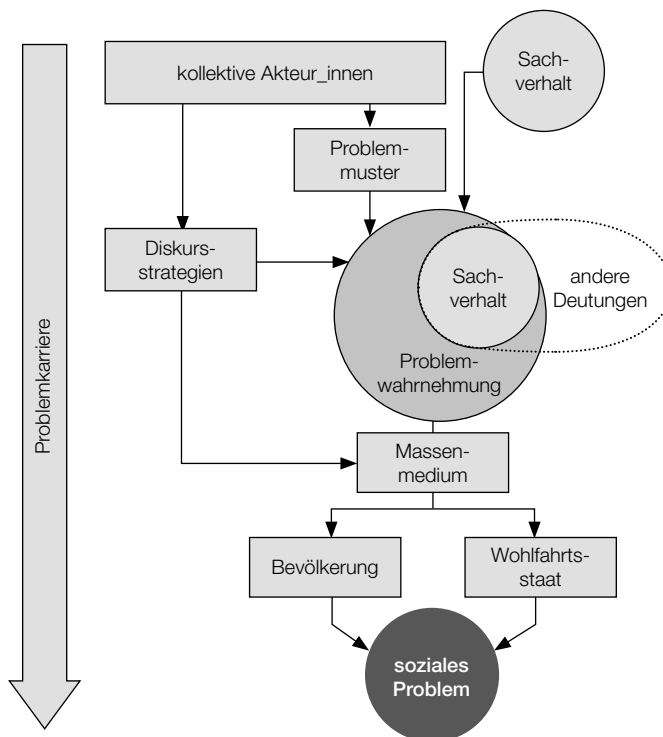 kollektive Akteur_innen
Sach-
verhalt
Problem-
muster
Diskurs-
strategien
Sach-
verhalt
andere
Deutungen
Problem-
wahrnehmung
Problemkarriere
Massen-
medium
Bevölkerung
Wohlfahrts-
staat
soziales
Problem